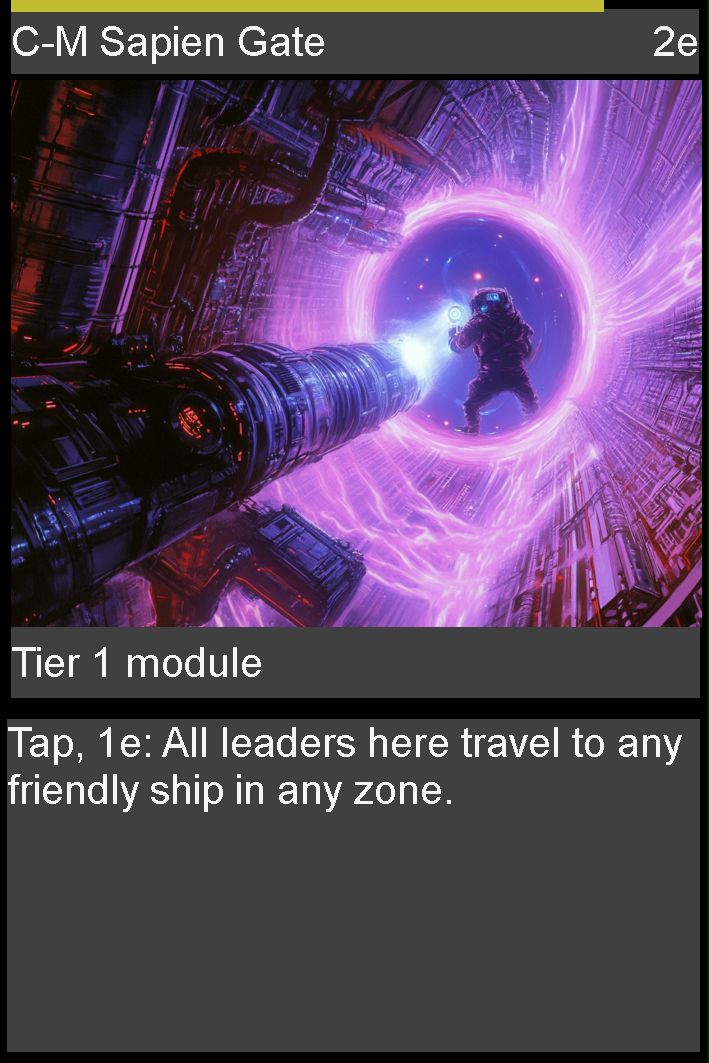 C-M Sapien Gate 2e
Tier 1 module
Tap, 1e: All leaders here travel to any
friendly ship in any zone.